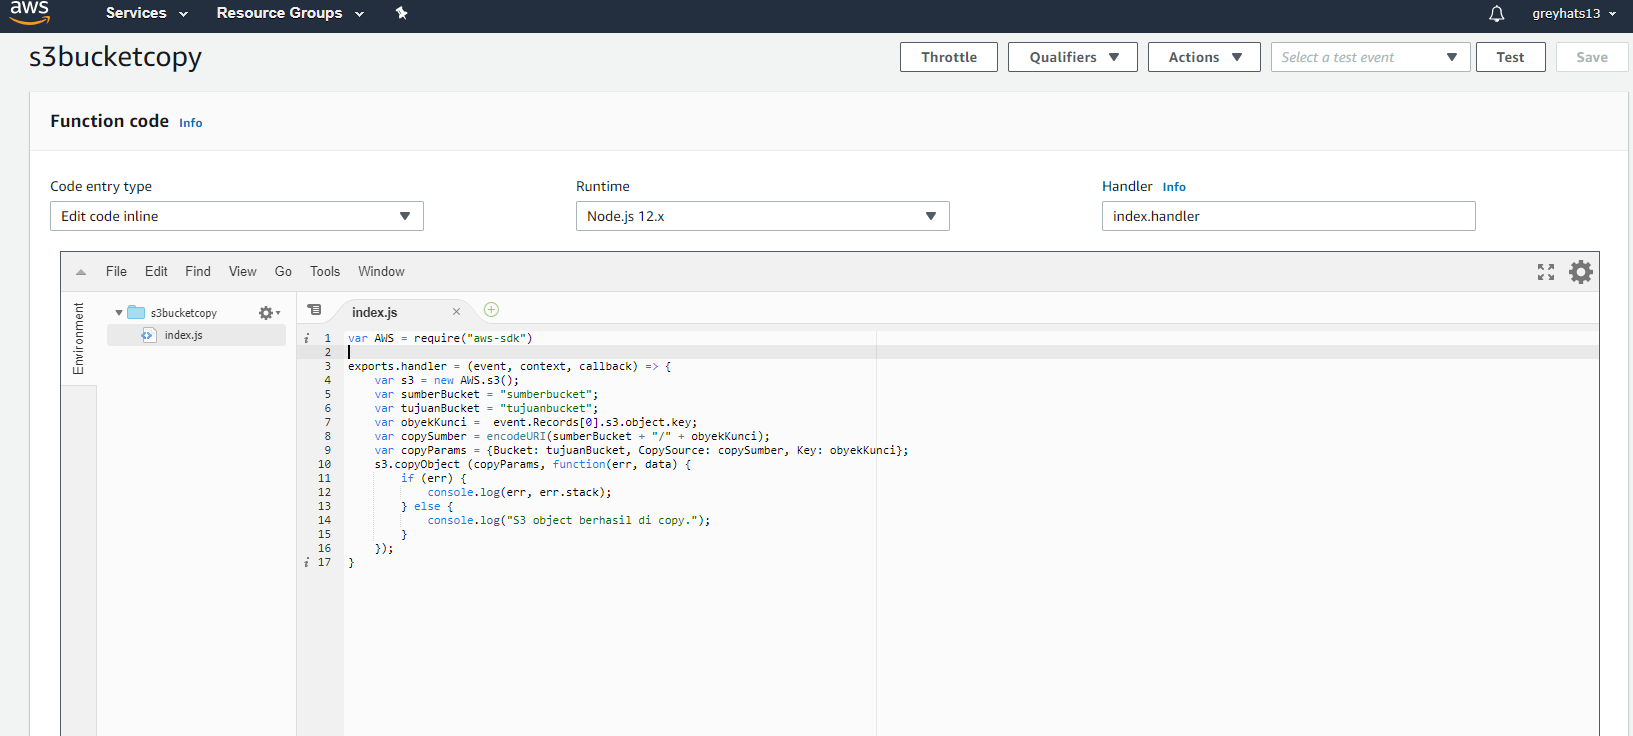 aws Services Resource Groups greyhats13
s3bucketcopy Throttle Qualifiers Actions Select a test event Test Save
Function code Info
Code entry type Runtime Handler Info
Edit code inline Node.js 12.x index.handler
File Edit Find View Go Tools Window
Environment
s3bucketcopy index.js
index.js
i 1 var AWS = require("aws-sdk")
2
3 exports.handler = (event, context, callback) => {
4 var s3 = new AWS.s3();
5 var sumberBucket = "sumberbucket";
6 var tujuanBucket = "tujuanbucket";
7 var obyekKunci =  event.Records[0].s3.object.key;
8 var copySumber = encodeURI(sumberBucket + "/" + obyekKunci);
9 var copyParams = {Bucket: tujuanBucket, CopySource: copySumber, Key: obyekKunci};
10 s3.copyObject (copyParams, function(err, data) {
11 if (err) {
12 console.log(err, err.stack);
13 } else {
14 console.log("S3 object berhasil di copy.");
15 }
16 });
i 17 }